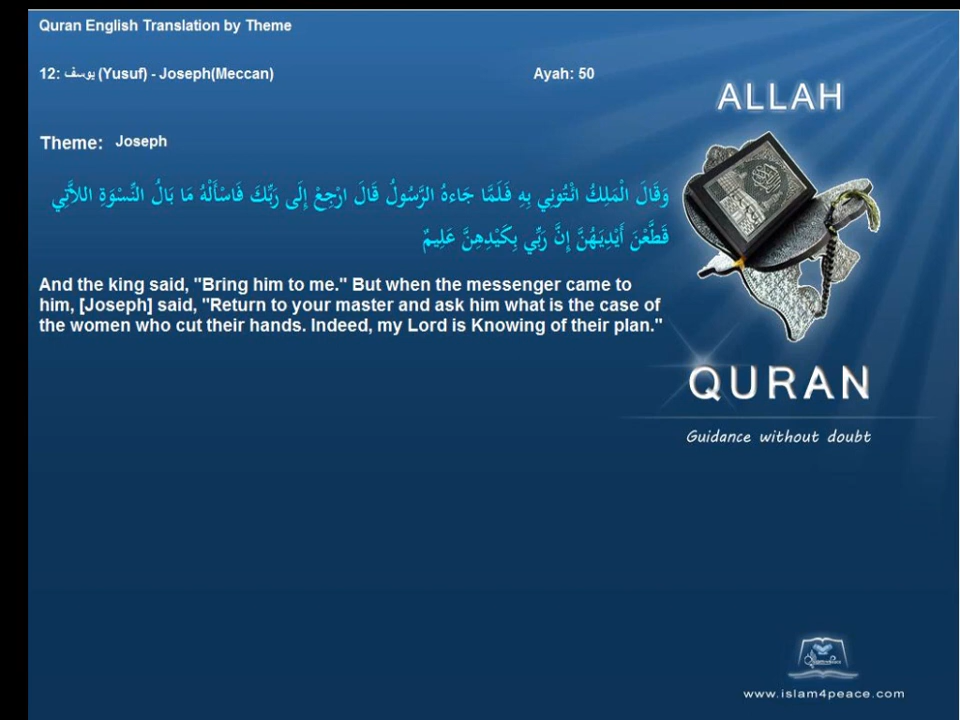 Quran English Translation by Theme
12: يوسف (Yusuf) - Joseph(Meccan) Ayah: 50
ALLAH
Theme: Joseph
وَقَالَ الْمَلِكُ ائْتُونِي بِهِ فَلَمَّا جَاءهُ الرَّسُولُ قَالَ ارْجِعْ إِلَى رَبِّكَ فَاسْأَلْهُ مَا بَالُ النِّسْوَةِ اللاَّتِي
قَطَّعْنَ أَيْدِيَهُنَّ إِنَّ رَبِّي بِكَيْدِهِنَّ عَلِيمٌ
And the king said, "Bring him to me." But when the messenger came to
him, [Joseph] said, "Return to your master and ask him what is the case of
the women who cut their hands. Indeed, my Lord is Knowing of their plan."
QURAN
Guidance without doubt
www.islam4peace.com